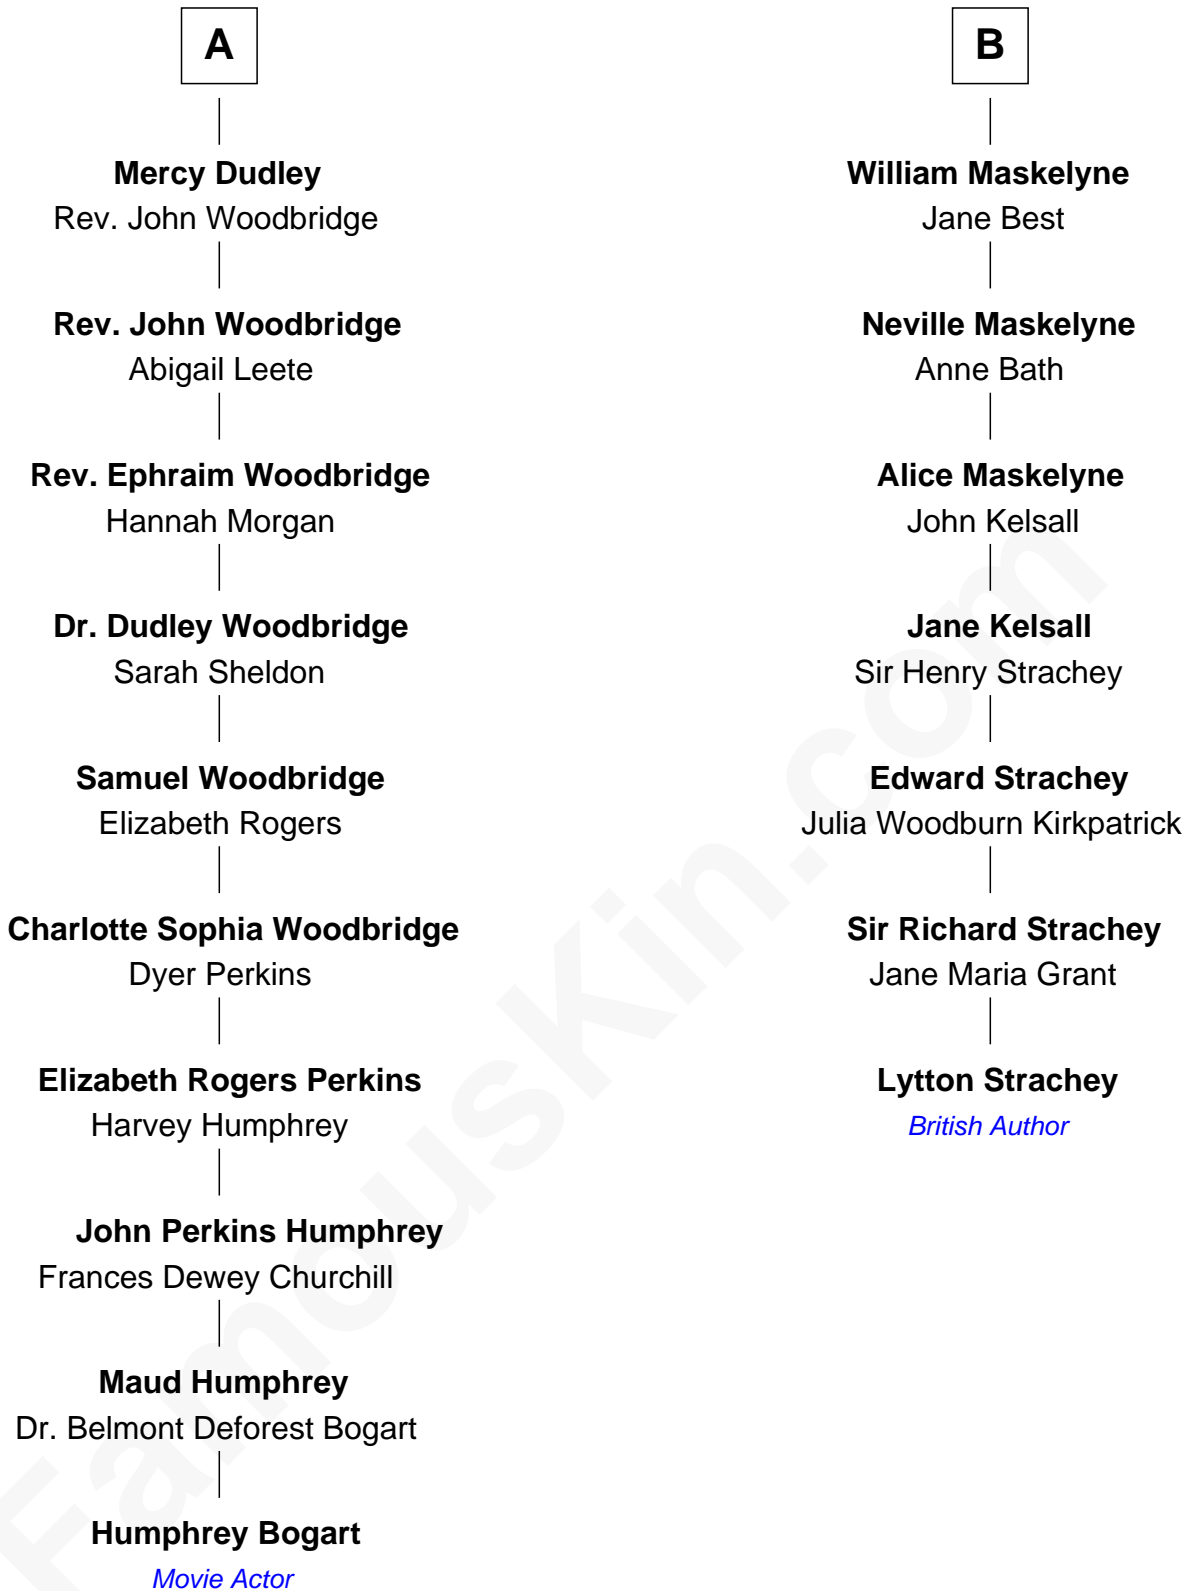 A
Mercy Dudley
Rev. John Woodbridge
Rev. John Woodbridge
Abigail Leete
Rev. Ephraim Woodbridge
Hannah Morgan
Dr. Dudley Woodbridge
Sarah Sheldon
Samuel Woodbridge
Elizabeth Rogers
Charlotte Sophia Woodbridge
Dyer Perkins
Elizabeth Rogers Perkins
Harvey Humphrey
John Perkins Humphrey
Frances Dewey Churchill
Maud Humphrey
Dr. Belmont Deforest Bogart
Humphrey Bogart
Movie Actor
B
William Maskelyne
Jane Best
Neville Maskelyne
Anne Bath
Alice Maskelyne
John Kelsall
Jane Kelsall
Sir Henry Strachey
Edward Strachey
Julia Woodburn Kirkpatrick
Sir Richard Strachey
Jane Maria Grant
Lytton Strachey
British Author
FamousKin.com